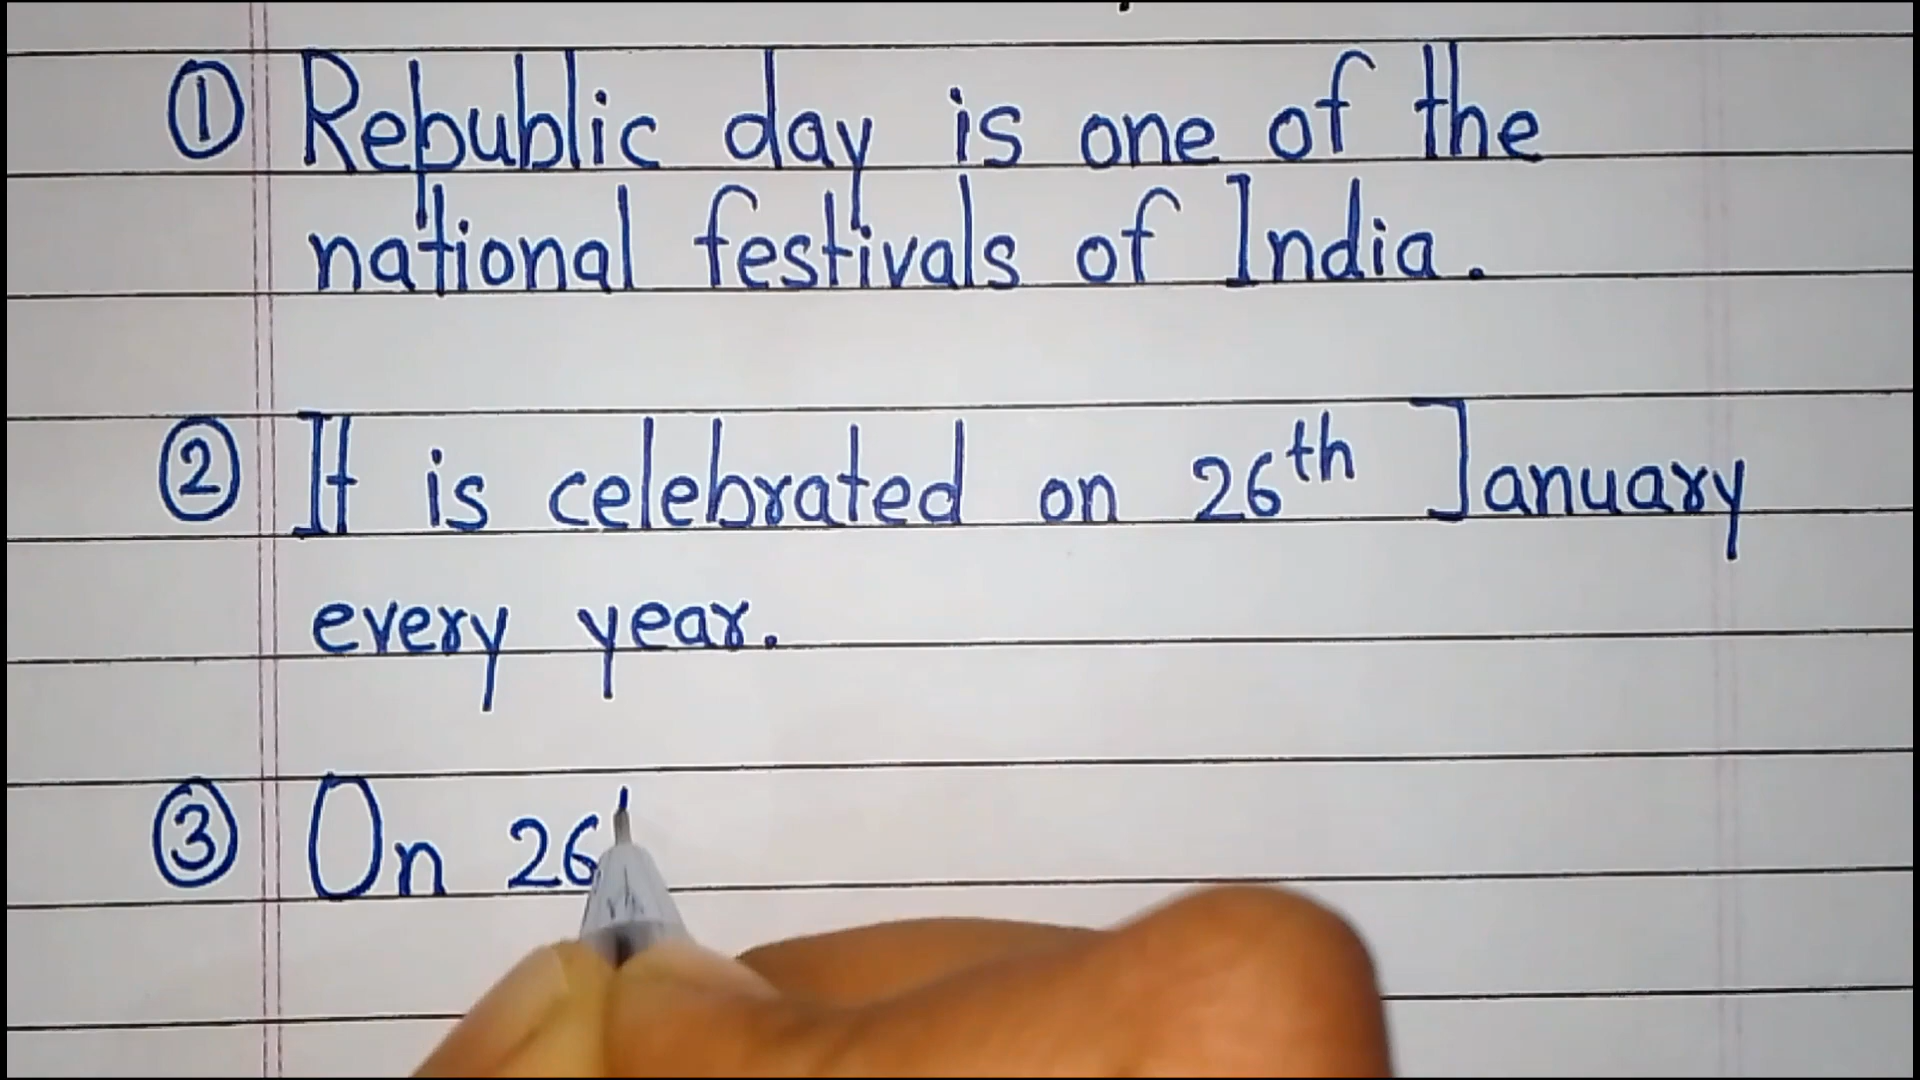 ① Republic day is one of the
national festivals of India.
② It is celebrated on 26th January
every year.
③ On 26